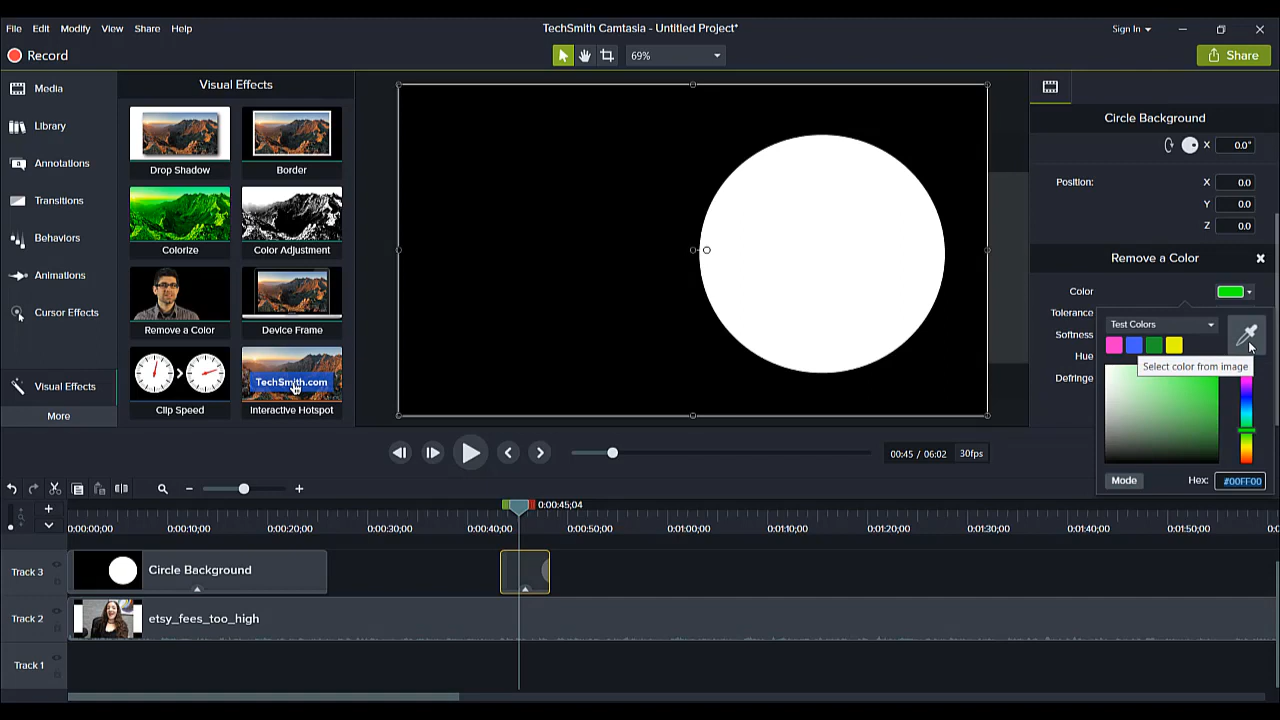 File Edit Modify View Share Help
TechSmith Camtasia - Untitled Project*
Sign In
Record
69%
Share
Media
Library
Annotations
Transitions
Behaviors
Animations
Cursor Effects
Visual Effects
More
Visual Effects
Drop Shadow
Border
Colorize
Color Adjustment
Remove a Color
Device Frame
Clip Speed
TechSmith.com
Interactive Hotspot
Circle Background
X 0.0°
Position: X 0.0
Y 0.0
Z 0.0
Remove a Color
Color
Tolerance
Softness
Hue
Defringe
Test Colors
Select color from image
Mode Hex: #00FF00
00:45 / 06:02 30fps
0:00:45;04
0:00:00;00 0:00:10;00 0:00:20;00 0:00:30;00 0:00:40;00 0:00:50;00 0:01:00;00 0:01:10;00 0:01:20;00 0:01:30;00 0:01:40;00 0:01:50;00
Track 3 Circle Background
Track 2 etsy_fees_too_high
Track 1